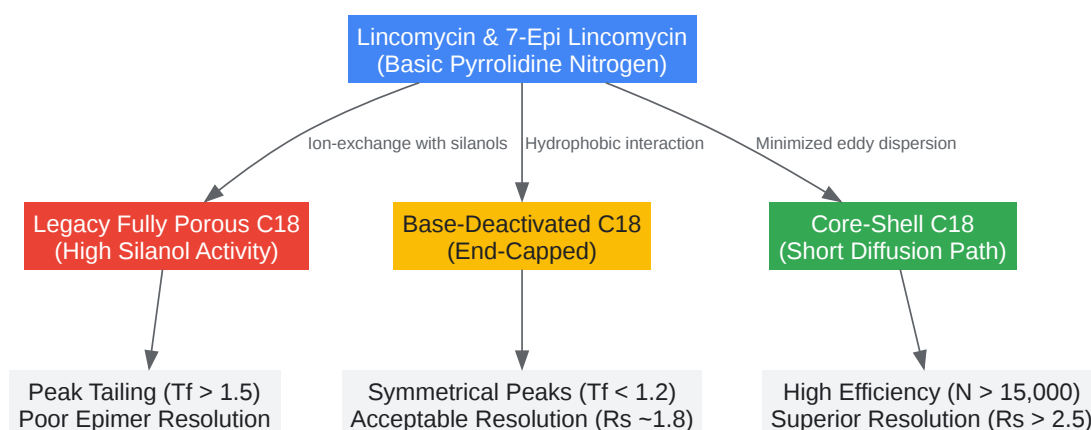 Lincomycin & 7-Epi Lincomycin
(Basic Pyrrolidine Nitrogen)
Ion-exchange with silanols
Hydrophobic interaction
Minimized eddy dispersion
Legacy Fully Porous C18
(High Silanol Activity)
Base-Deactivated C18
(End-Capped)
Core-Shell C18
(Short Diffusion Path)
Peak Tailing (Tf > 1.5)
Poor Epimer Resolution
Symmetrical Peaks (Tf < 1.2)
Acceptable Resolution (Rs ~1.8)
High Efficiency (N > 15,000)
Superior Resolution (Rs > 2.5)